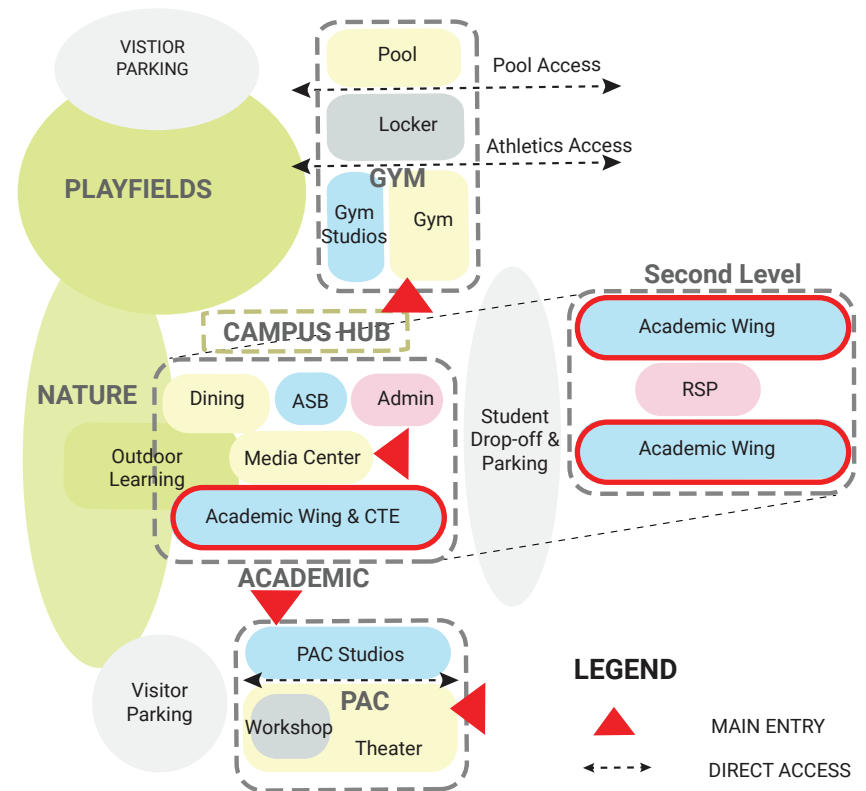 VISTIOR
PARKING
Pool
Pool Access
Locker
Athletics Access
GYM
PLAYFIELDS
Gym
Studios
Gym
Second Level
CAMPUS HUB
Academic Wing
NATURE
Dining
ASB
Admin
RSP
Student
Drop-off &
Parking
Outdoor
Learning
Media Center
Academic Wing
Academic Wing & CTE
ACADEMIC
PAC Studios
LEGEND
Visitor
Parking
PAC
Workshop
Theater
MAIN ENTRY
DIRECT ACCESS